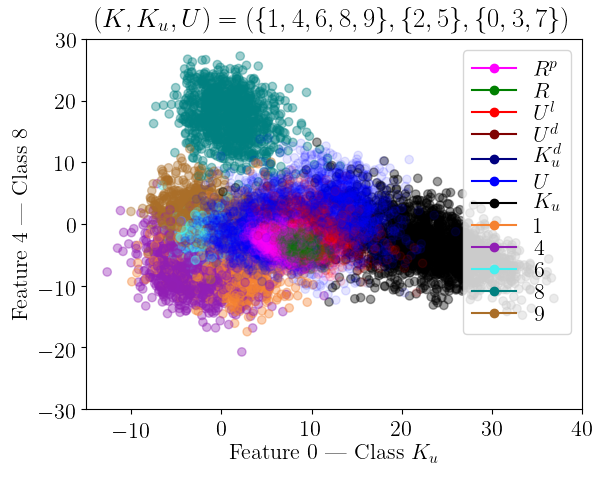 (K, K_u, U) = ({1, 4, 6, 8, 9}, {2, 5}, {0, 3, 7})
Feature 4 — Class 8
30
20
10
0
−10
−20
−30
−10
0
10
20
30
40
Feature 0 — Class K_u
R^p
R
U^l
U^d
K_u^d
U
K_u
1
4
6
8
9